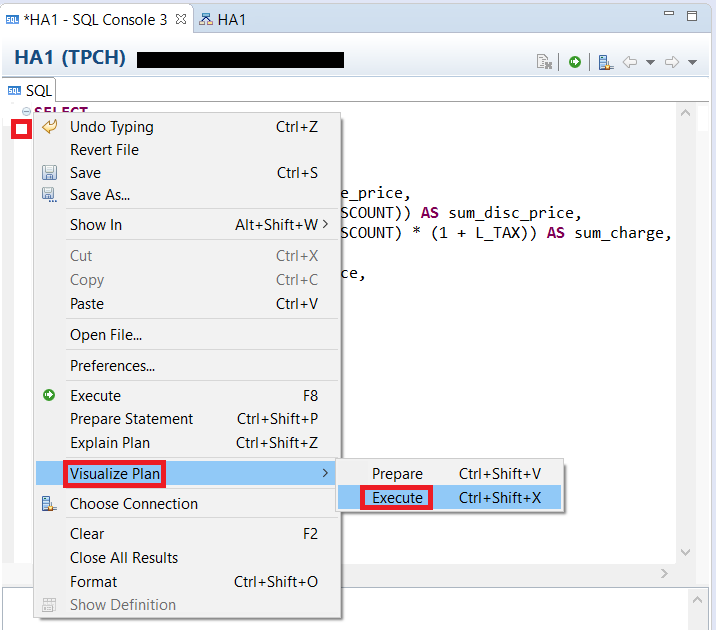 *HA1 - SQL Console 3 HA1
HA1 (TPCH)
SQL SQL
SELECT
Undo Typing Ctrl+Z
Revert File
Save Ctrl+S
Save As...
e_price,
SCOUNT)) AS sum_disc_price,
Show In Alt+Shift+W
SCOUNT) * (1 + L_TAX)) AS sum_charge,
Cut Ctrl+X
ce,
Copy Ctrl+C
Paste Ctrl+V
Open File...
Preferences...
Execute F8
Prepare Statement Ctrl+Shift+P
Explain Plan Ctrl+Shift+Z
Visualize Plan
Prepare Ctrl+Shift+V
Execute Ctrl+Shift+X
Choose Connection
Clear F2
Close All Results
Format Ctrl+Shift+O
Show Definition